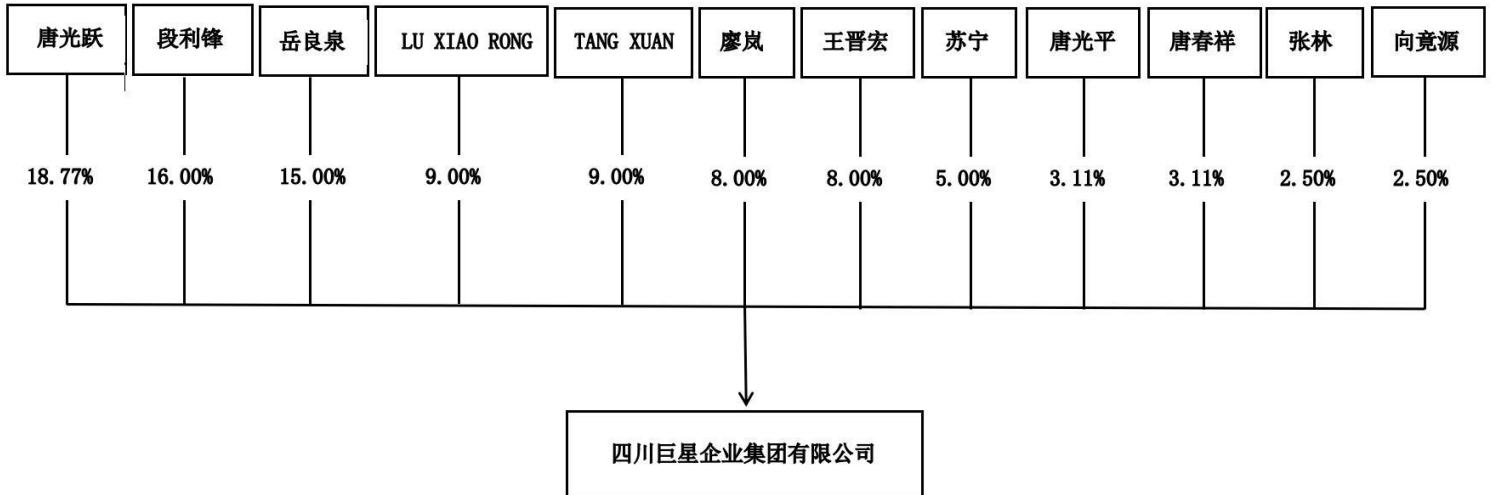 唐光跃 段利锋 岳良泉 LU XIAO RONG TANG XUAN 廖岚 王晋宏 苏宁 唐光平 唐春祥 张林 向竟源
18.77% 16.00% 15.00% 9.00% 9.00% 8.00% 8.00% 5.00% 3.11% 3.11% 2.50% 2.50%
四川巨星企业集团有限公司